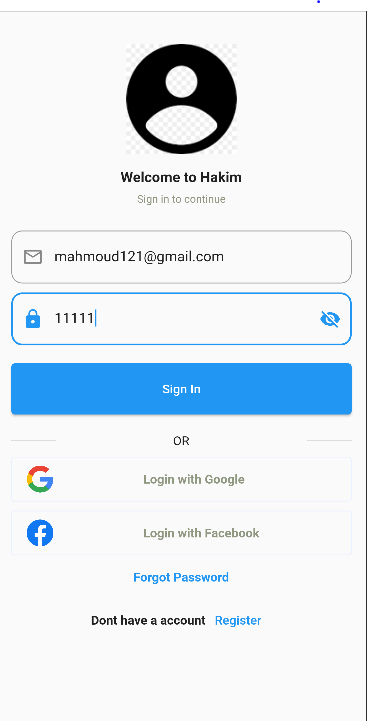 Welcome to Hakim
Sign in to continue
mahmoud121@gmail.com
11111
Sign In
OR
Login with Google
Login with Facebook
Forgot Password
Dont have a account Register